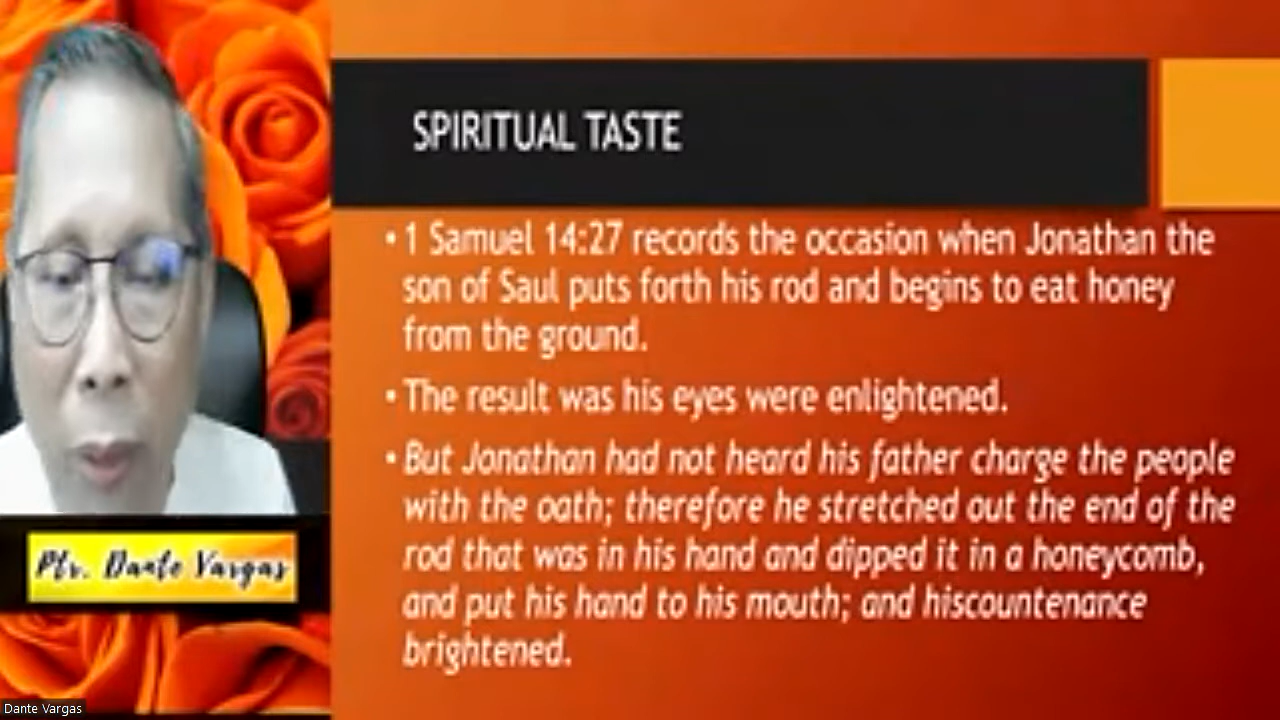 SPIRITUAL TASTE
• 1 Samuel 14:27 records the occasion when Jonathan the
son of Saul puts forth his rod and begins to eat honey
from the ground.
• The result was his eyes were enlightened.
• But Jonathan had not heard his father charge the people
with the oath; therefore he stretched out the end of the
rod that was in his hand and dipped it in a honeycomb,
and put his hand to his mouth; and hiscountenance
brightened.
Ptr. Dante Vargas
Dante Vargas